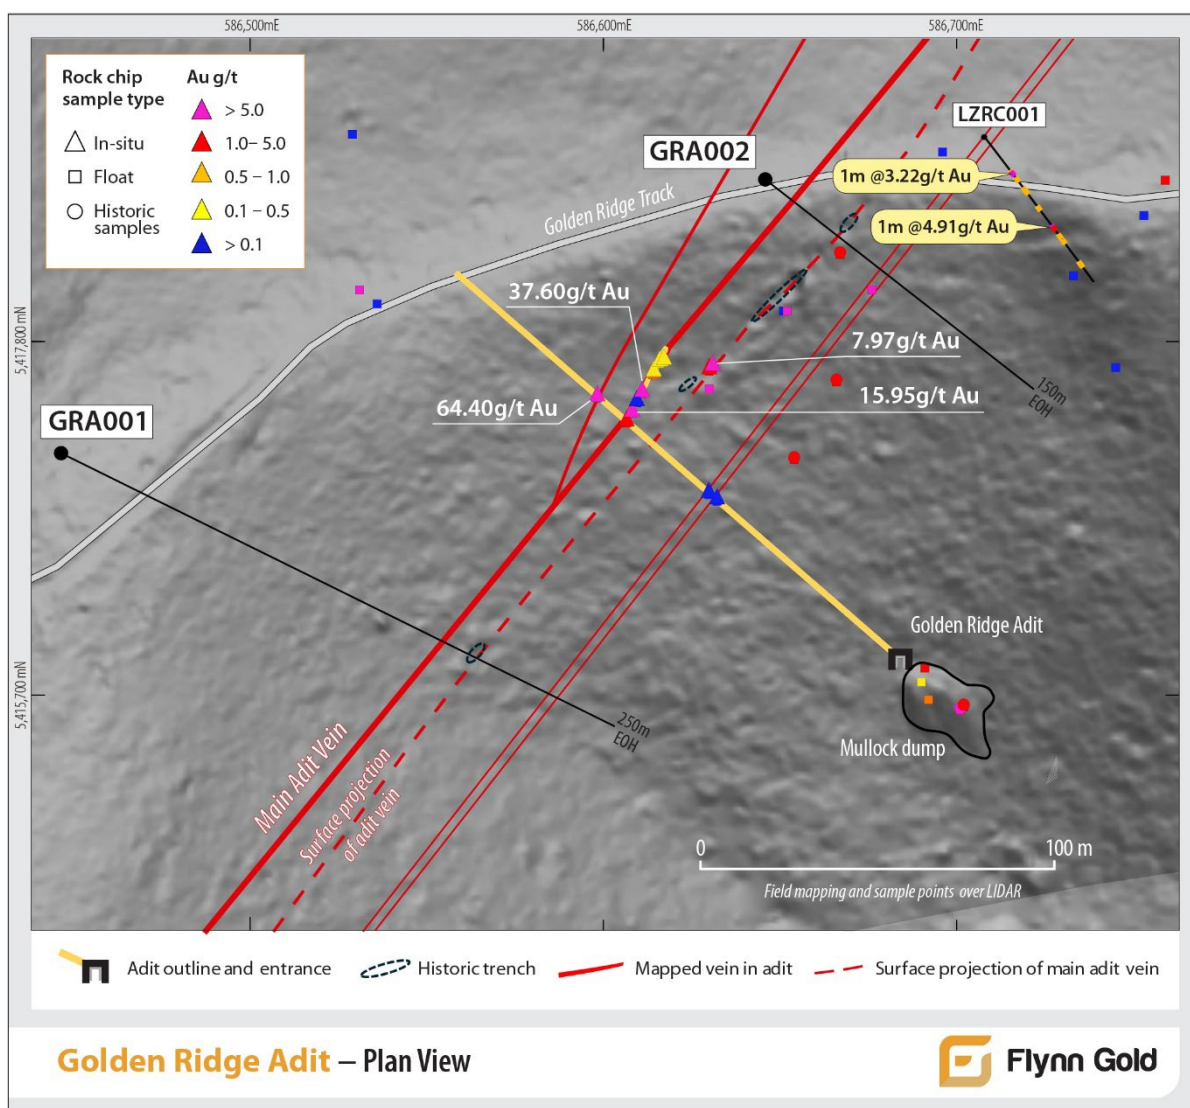 586,500mE
586,600mE
586,700mE
Rock chip
sample type
Au g/t
> 5.0
In-situ
1.0– 5.0
Float
0.5 – 1.0
Historic
samples
0.1 – 0.5
> 0.1
GRA002
LZRC001
1m @3.22g/t Au
1m @4.91g/t Au
Golden Ridge Track
37.60g/t Au
5,417,800 mN
7.97g/t Au
64.40g/t Au
15.95g/t Au
150m
EOH
GRA001
Golden Ridge Adit
5,415,700 mN
250m
EOH
Mullock dump
Main Adit Vein
Surface projection
of adit vein
0
100 m
Field mapping and sample points over LIDAR
Adit outline and entrance
Historic trench
Mapped vein in adit
Surface projection of main adit vein
Golden Ridge Adit – Plan View
Flynn Gold